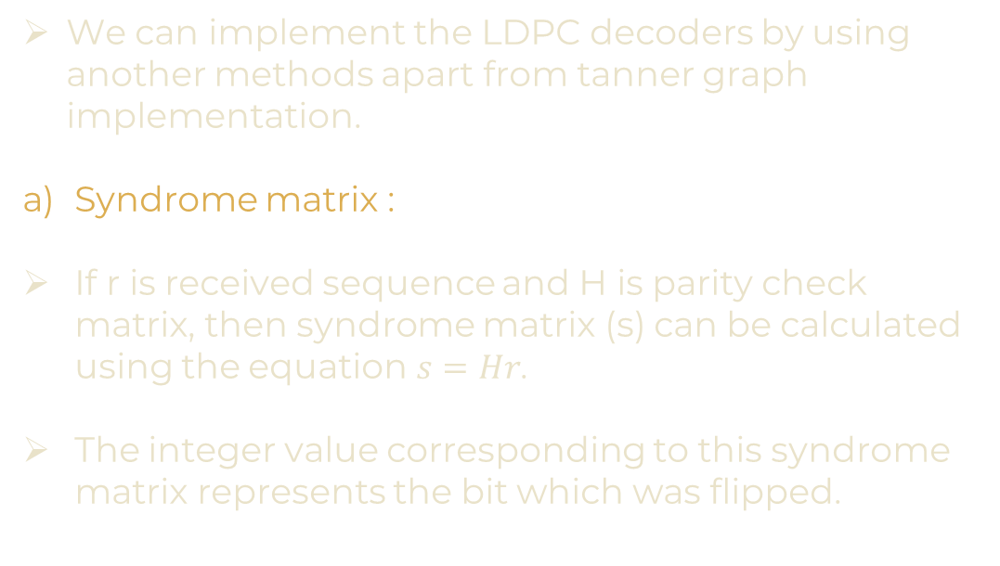 ➢ We can implement the LDPC decoders by using
another methods apart from tanner graph
implementation.
a) Syndrome matrix :
➢ If r is received sequence and H is parity check
matrix, then syndrome matrix (s) can be calculated
using the equation s = Hr.
➢ The integer value corresponding to this syndrome
matrix represents the bit which was flipped.